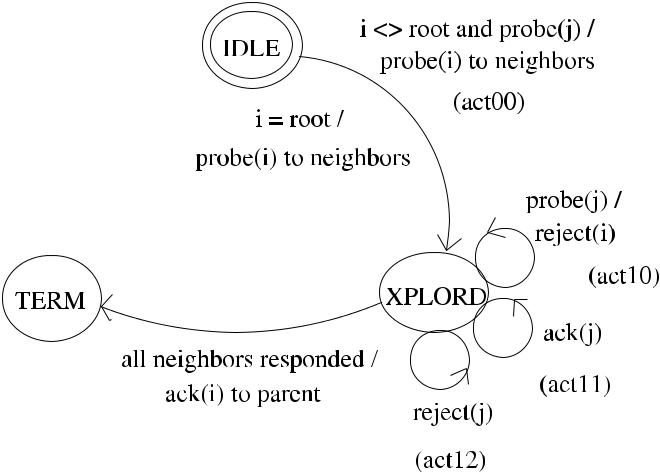 IDLE
i <> root and probe(j) /
probe(i) to neighbors
(act00)
i = root /
probe(i) to neighbors
probe(j) /
reject(i)
(act10)
TERM
XPLORD
ack(j)
(act11)
all neighbors responded /
ack(i) to parent
reject(j)
(act12)